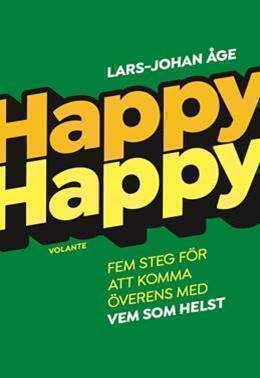 LARS-JOHAN ÅGE
Happy
Happy
VOLANTE
FEM STEG FÖR
ATT KOMMA
ÖVERENS MED
VEM SOM HELST